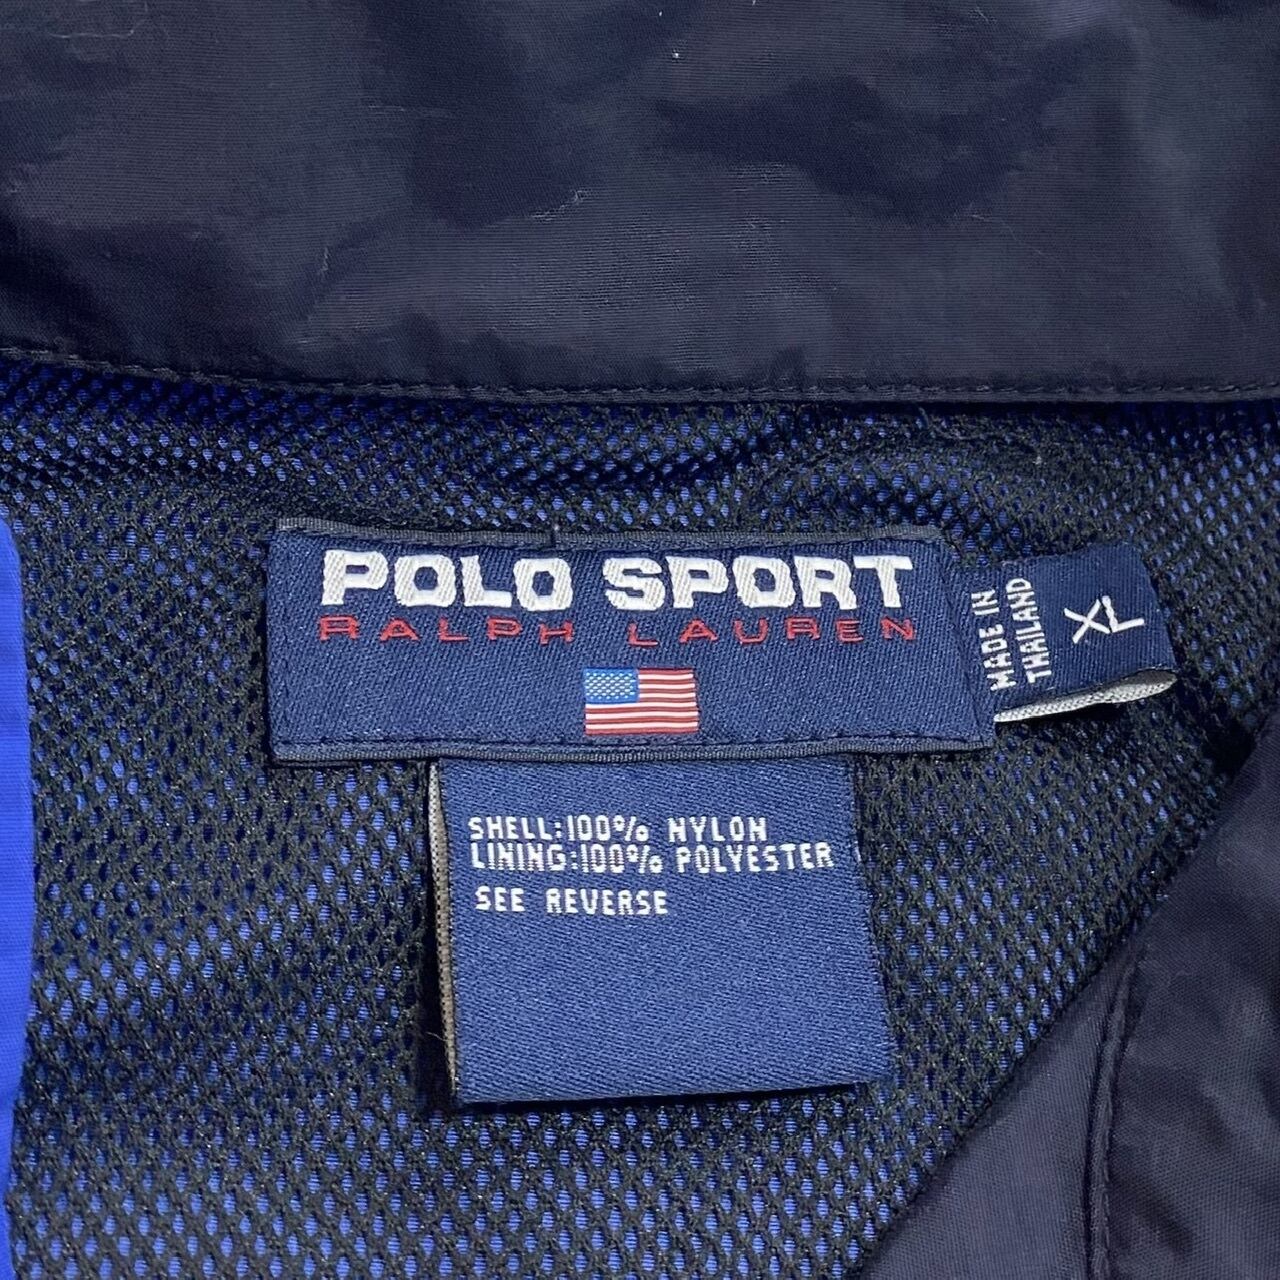 POLO SPORT
RALPH LAUREN
MADE IN
THAILAND
XL
SHELL:100% NYLON
LINING:100% POLYESTER
SEE REVERSE